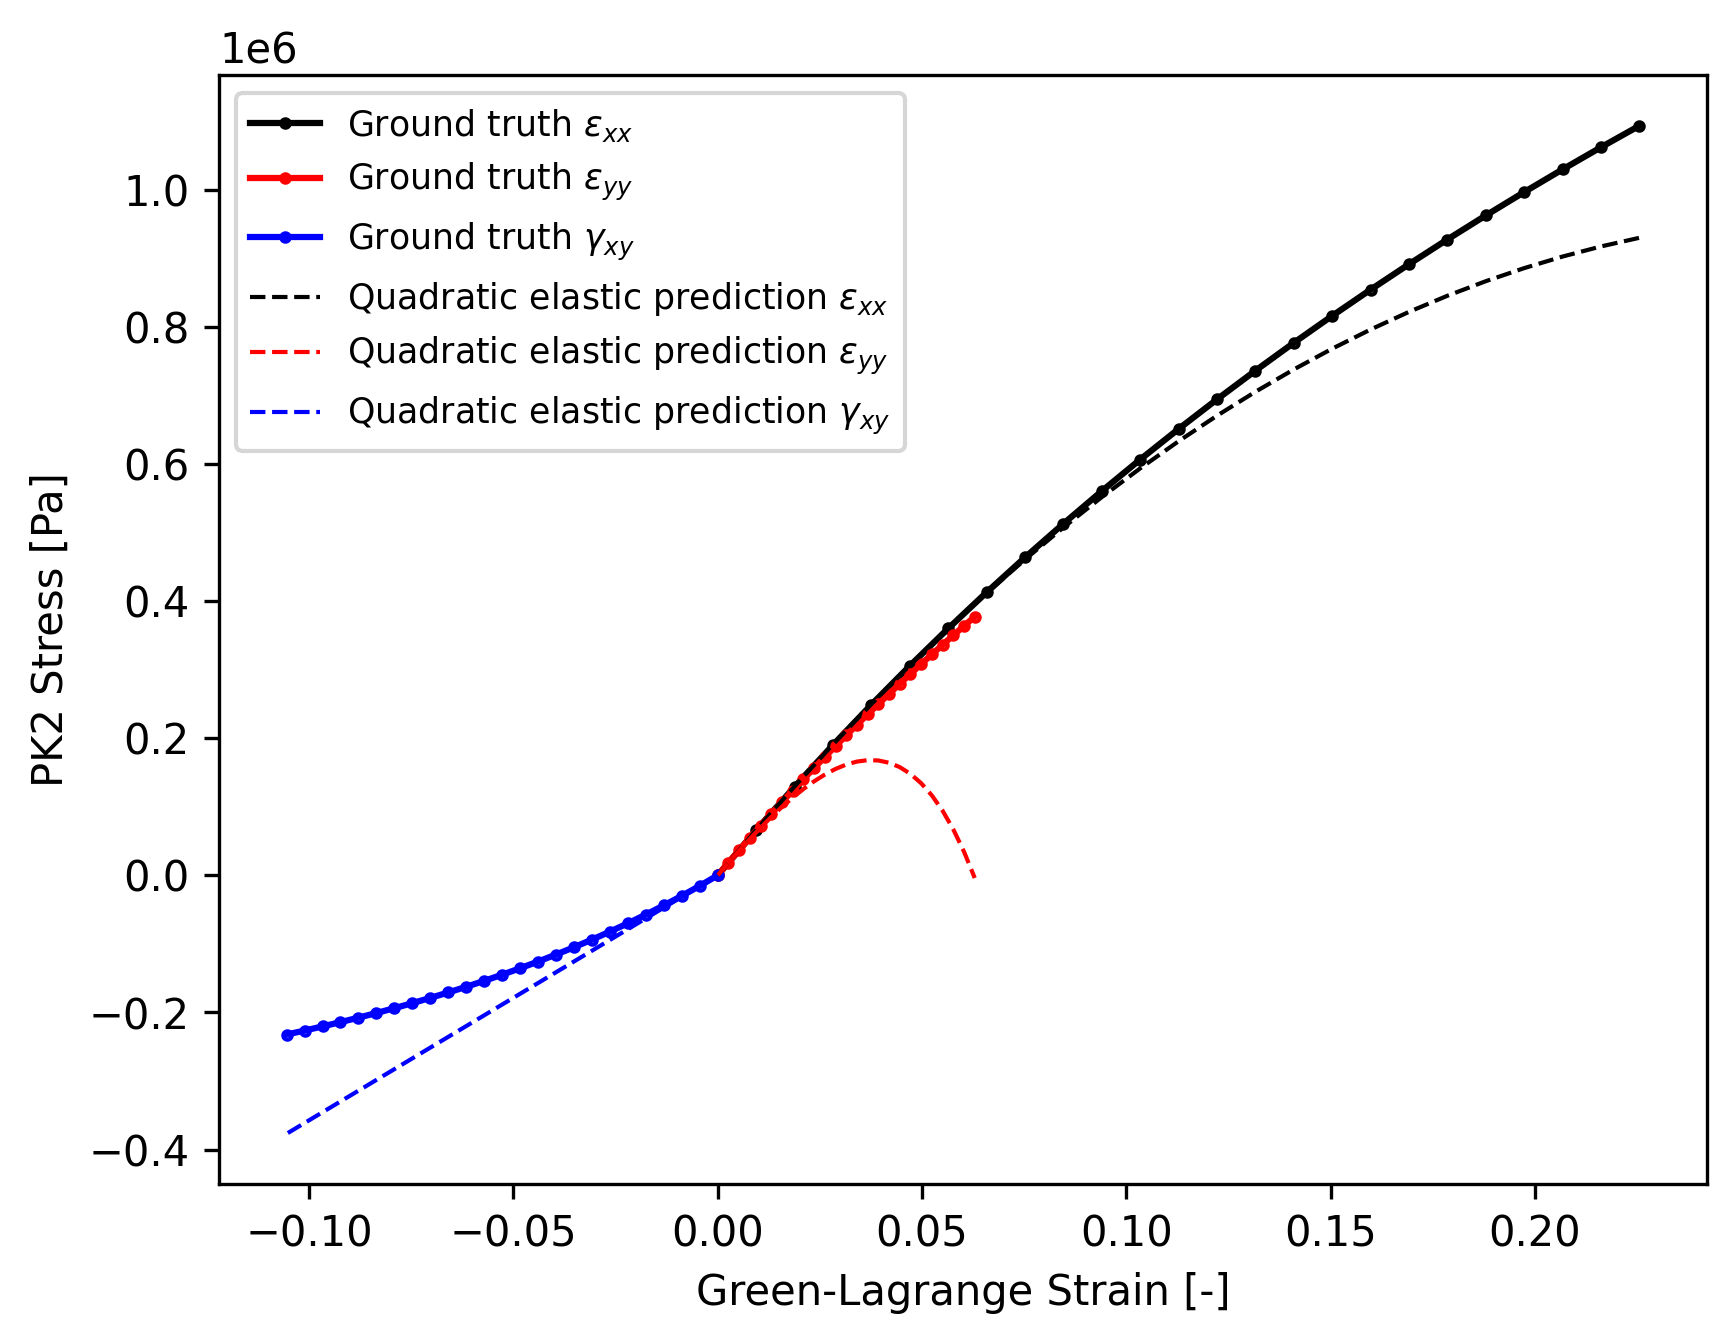 1e6
Ground truth εxx
Ground truth εyy
Ground truth γxy
Quadratic elastic prediction εxx
Quadratic elastic prediction εyy
Quadratic elastic prediction γxy
1.0
0.8
0.6
0.4
0.2
0.0
−0.2
−0.4
PK2 Stress [Pa]
−0.10 −0.05 0.00 0.05 0.10 0.15 0.20
Green-Lagrange Strain [-]